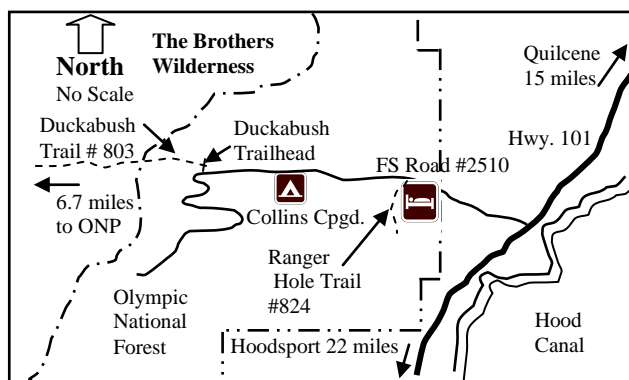 The Brothers
Wilderness
North
No Scale
Quilcene
15 miles
Duckabush
Trail # 803
Duckabush
Trailhead
Hwy. 101
FS Road #2510
6.7 miles
to ONP
Collins Cpgd.
Ranger
Hole Trail
#824
Olympic
National
Forest
Hoodsport 22 miles
Hood
Canal